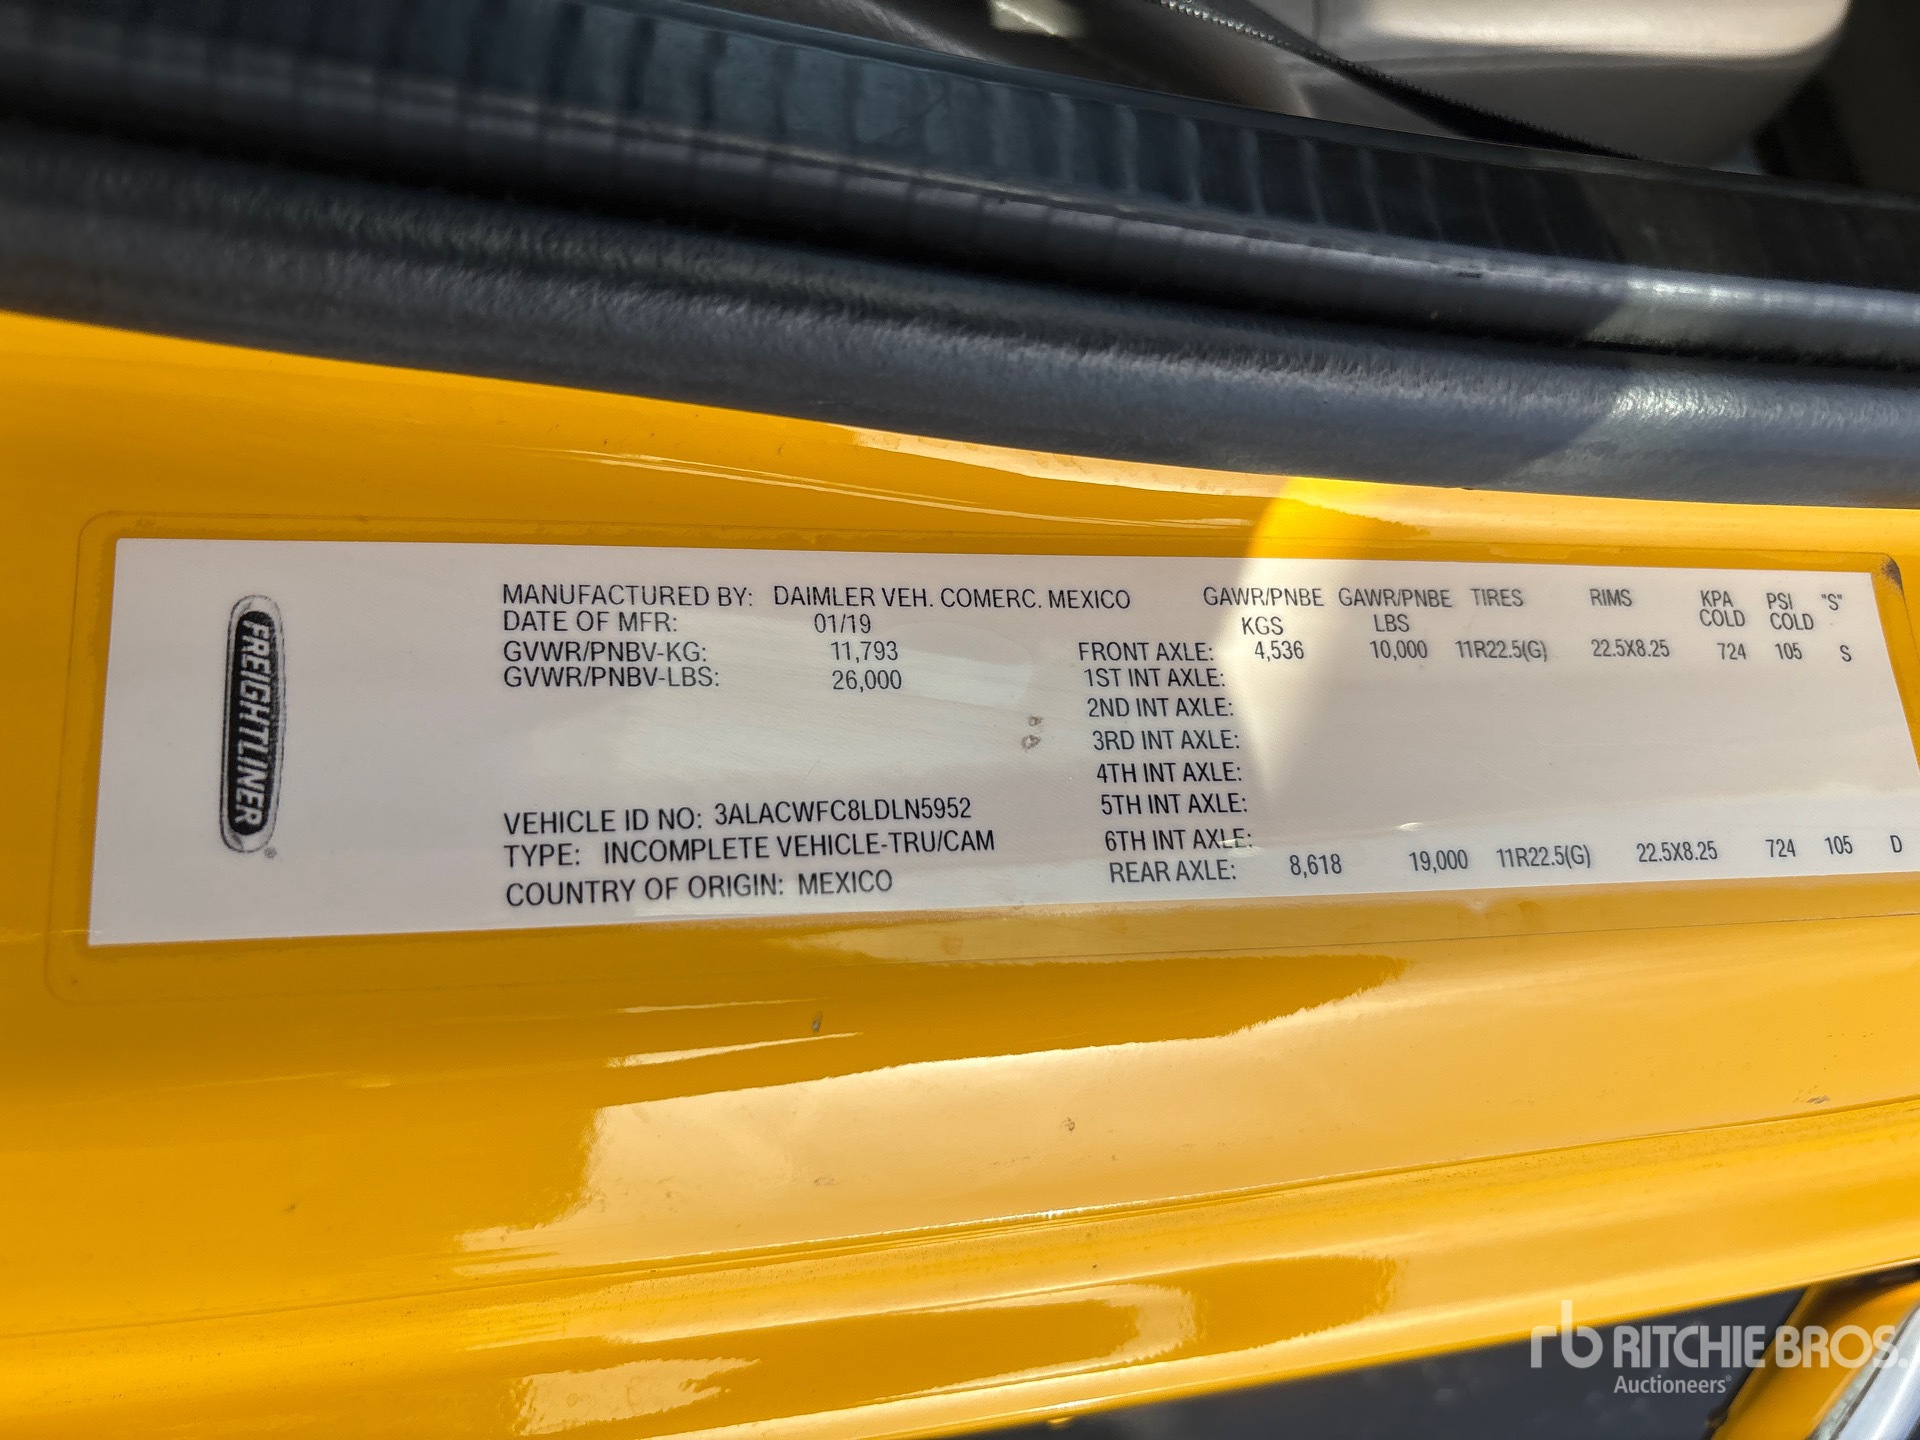 FREIGHTLINER
®
MANUFACTURED BY: DAIMLER VEH. COMERC. MEXICO
DATE OF MFR: 01/19
GVWR/PNBV-KG: 11,793
GVWR/PNBV-LBS: 26,000
VEHICLE ID NO: 3ALACWFC8LDLN5952
TYPE: INCOMPLETE VEHICLE-TRU/CAM
COUNTRY OF ORIGIN: MEXICO
GAWR/PNBE GAWR/PNBE TIRES RIMS KPA PSI "S"
KGS LBS COLD COLD
FRONT AXLE: 4,536 10,000 11R22.5(G) 22.5X8.25 724 105 S
1ST INT AXLE:
2ND INT AXLE:
3RD INT AXLE:
4TH INT AXLE:
5TH INT AXLE:
6TH INT AXLE:
REAR AXLE: 8,618 19,000 11R22.5(G) 22.5X8.25 724 105 D
rb RITCHIE BROS.
Auctioneers®